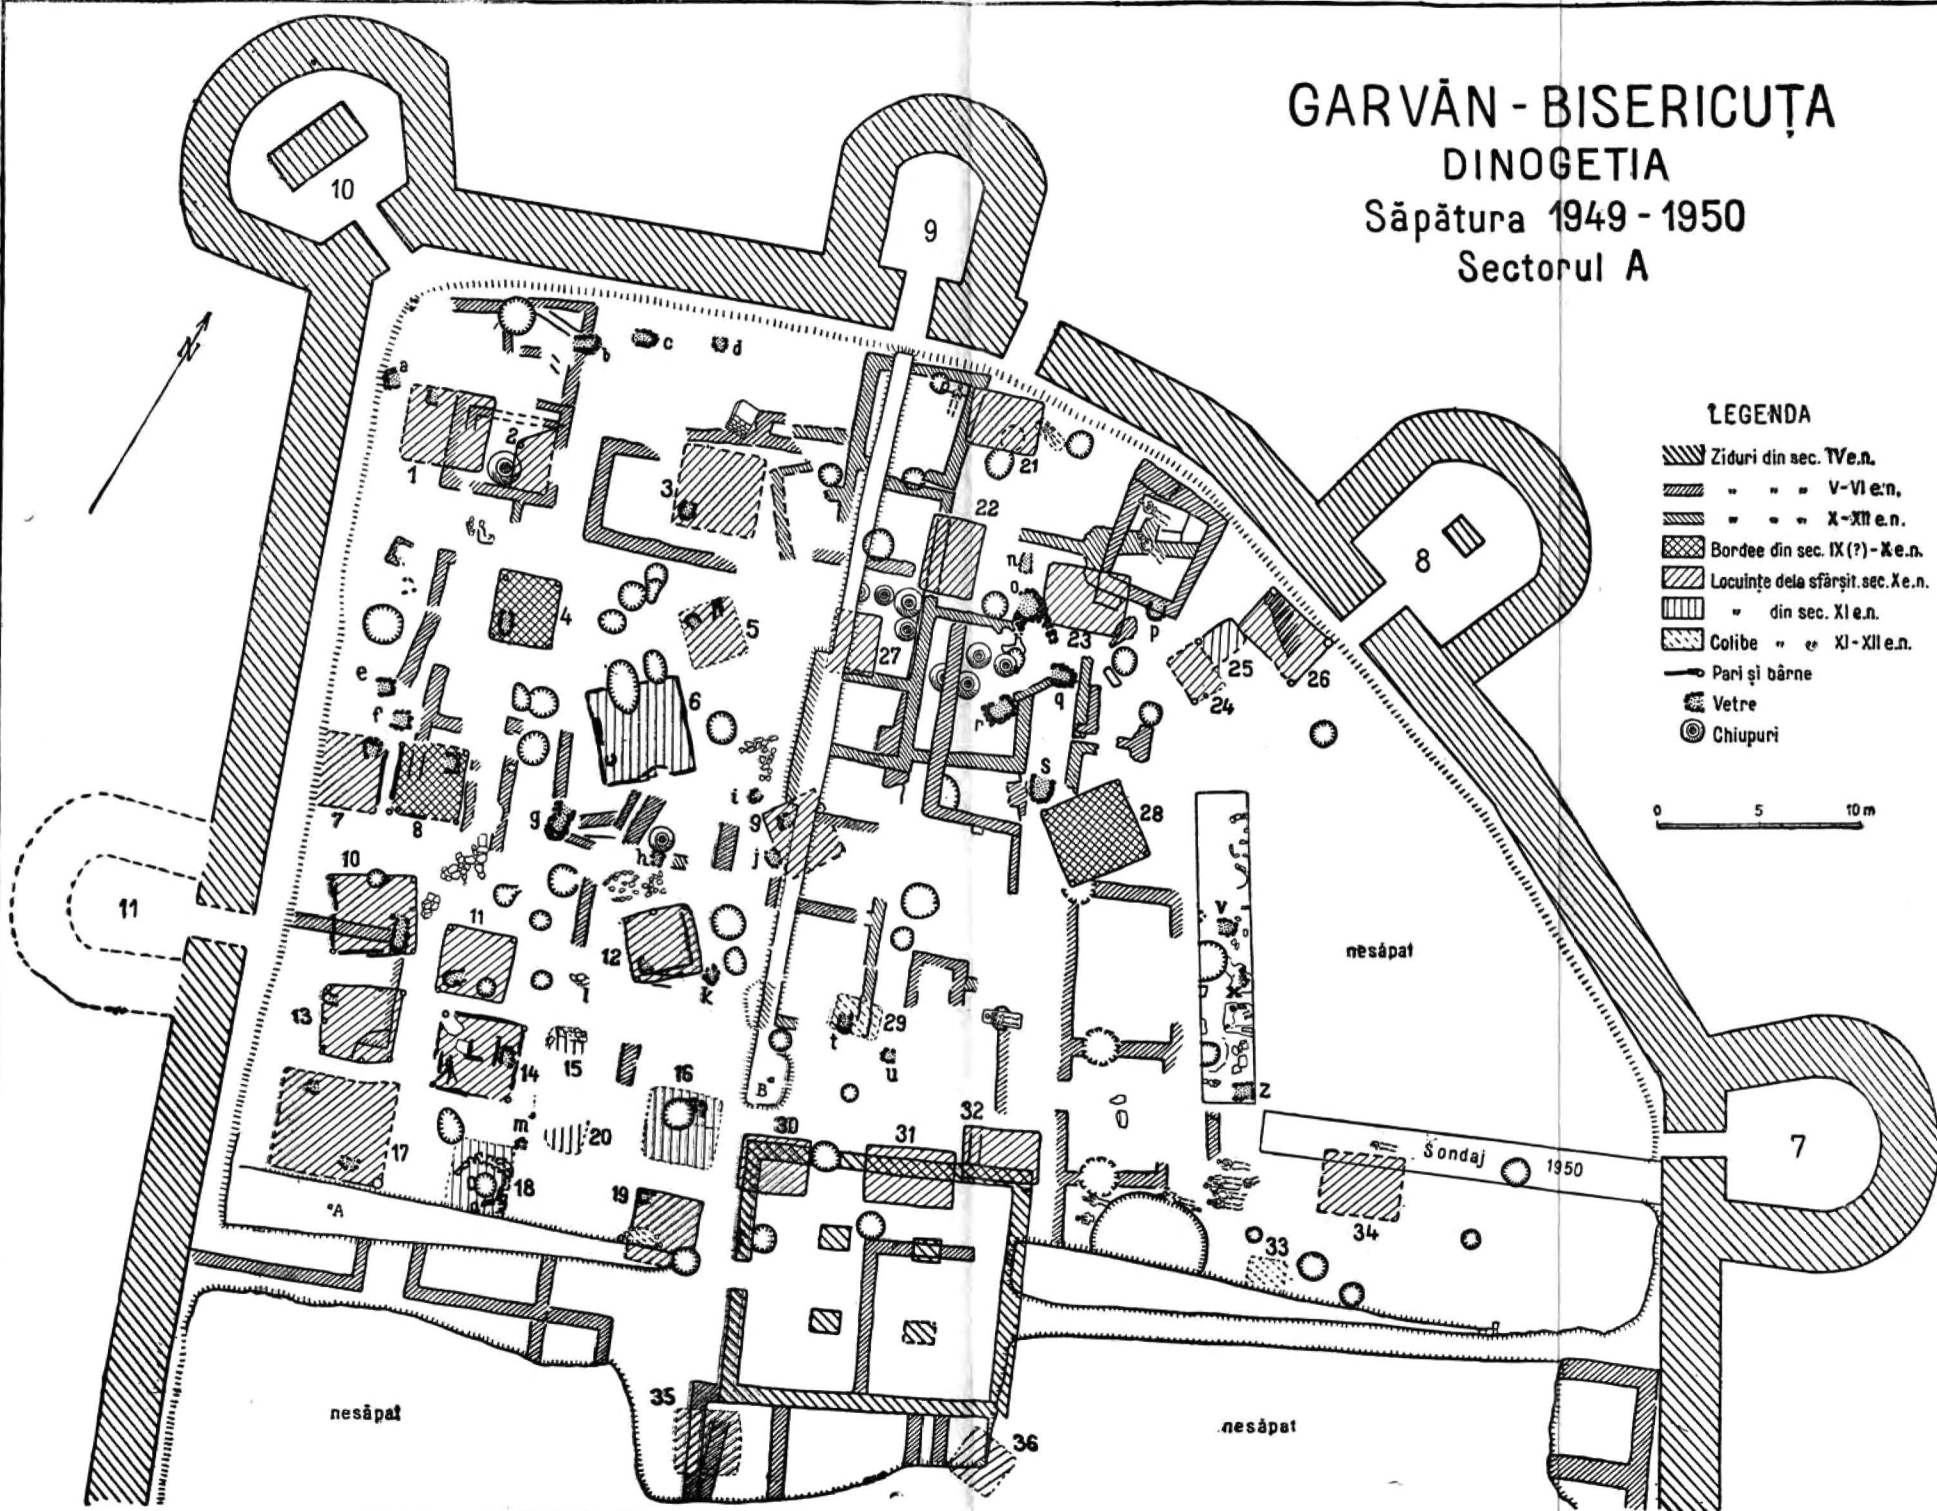 GARVĂN - BISERICUȚA
DINOGETIA
Săpătura 1949 - 1950
Sectorul A
LEGENDA
Ziduri din sec. IV e.n.
" " " V-VI e.n.
" " " X-XII e.n.
Bordee din sec. IX(?)-X e.n.
Locuințe dela sfârșit. sec. X e.n.
" din sec. XI e.n.
Colibe " " XI-XII e.n.
Pari și bârne
Vetre
Chiupuri
0 5 10 m
N
10
9
8
7
11
a
b
c
d
1
2
3
21
22
4
5
n
o
p
23
25
24
26
27
e
f
6
q
r
s
7
8
g
h
i
9
j
28
10
11
12
k
l
v
x
z
nesăpat
13
14
15
16
29
t
u
m
17
18
20
19
30
31
32
A
B
Sondaj 1950
33
34
35
36
nesăpat
nesăpat